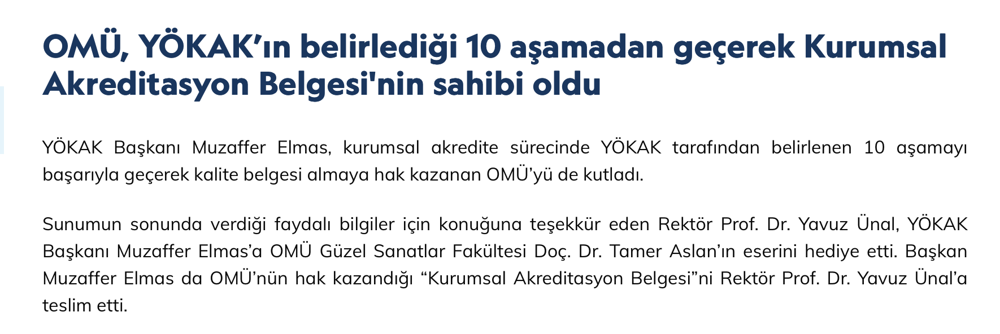 OMÜ, YÖKAK’ın belirlediği 10 aşamadan geçerek Kurumsal
Akreditasyon Belgesi'nin sahibi oldu
YÖKAK Başkanı Muzaffer Elmas, kurumsal akredite sürecinde YÖKAK tarafından belirlenen 10 aşamayı
başarıyla geçerek kalite belgesi almaya hak kazanan OMÜ’yü de kutladı.
Sunumun sonunda verdiği faydalı bilgiler için konuğuna teşekkür eden Rektör Prof. Dr. Yavuz Ünal, YÖKAK
Başkanı Muzaffer Elmas’a OMÜ Güzel Sanatlar Fakültesi Doç. Dr. Tamer Aslan’ın eserini hediye etti. Başkan
Muzaffer Elmas da OMÜ’nün hak kazandığı “Kurumsal Akreditasyon Belgesi”ni Rektör Prof. Dr. Yavuz Ünal’a
teslim etti.